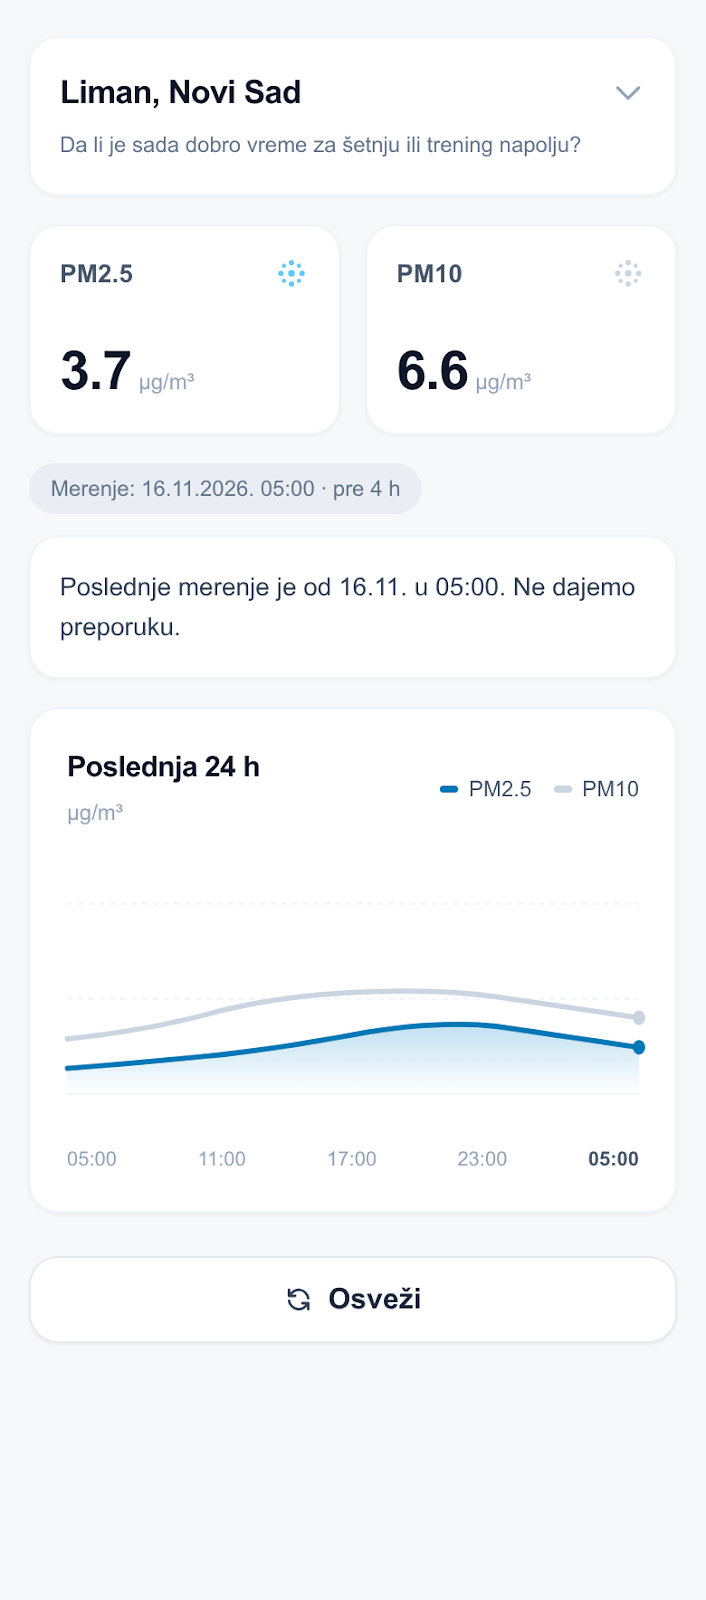 Liman, Novi Sad
Da li je sada dobro vreme za šetnju ili trening napolju?
PM2.5
3.7 µg/m³
PM10
6.6 µg/m³
Merenje: 16.11.2026. 05:00 · pre 4 h
Poslednje merenje je od 16.11. u 05:00. Ne dajemo
preporuku.
Poslednja 24 h
µg/m³
PM2.5 PM10
05:00 11:00 17:00 23:00 05:00
Osveži